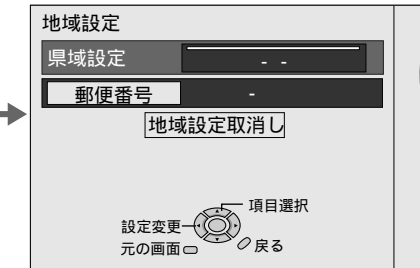 地域設定
県域設定 - -
郵便番号 -
地域設定取消し
項目選択
設定変更
元の画面 戻る